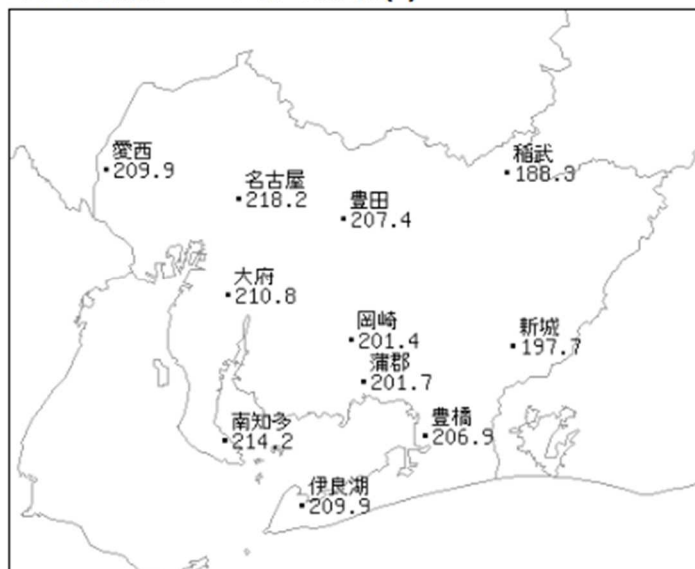 愛西
209.9
名古屋
218.2
豊田
207.4
稲武
188.3
大府
210.8
岡崎
201.4
新城
197.7
蒲郡
201.7
南知多
214.2
豊橋
206.9
伊良湖
209.9